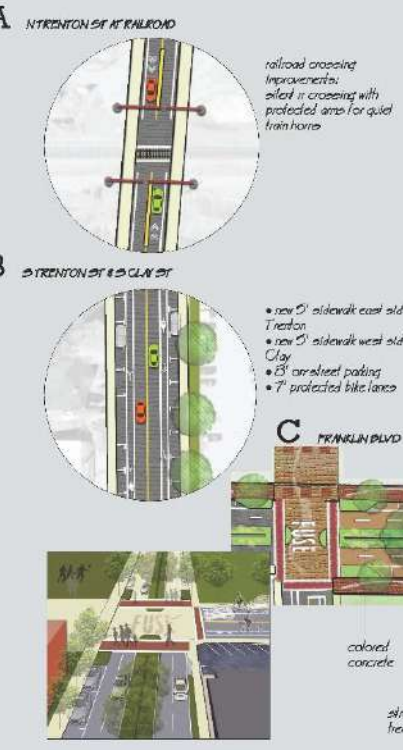 A N TRENTON ST AT RAILROAD
railroad crossing
improvements:
silent rr crossing with
protected arms for quiet
train horns
B S TRENTON ST & S CLAY ST
• new 5' sidewalk east
Trenton
• new 5' sidewalk west
Clay
• 8' on-street parking
• 7' protected bike lanes
C FRANKLIN BLVD
FUSE
FUSE
colored
concrete